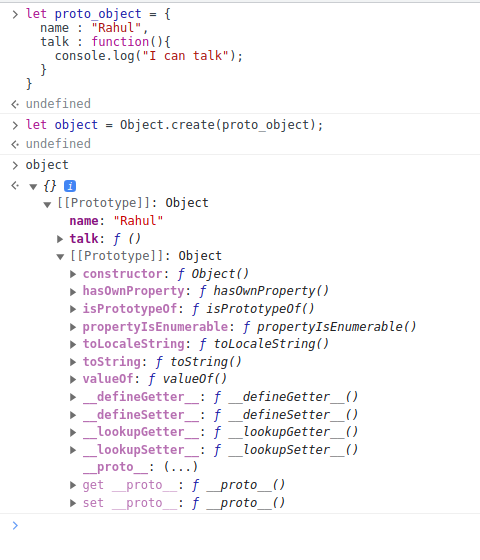 let proto_object = {
name : "Rahul",
talk : function(){
console.log("I can talk");
}
}
undefined
let object = Object.create(proto_object);
undefined
object
{} i
[[Prototype]]: Object
name: "Rahul"
talk: ƒ ()
[[Prototype]]: Object
constructor: ƒ Object()
hasOwnProperty: ƒ hasOwnProperty()
isPrototypeOf: ƒ isPrototypeOf()
propertyIsEnumerable: ƒ propertyIsEnumerable()
toLocaleString: ƒ toLocaleString()
toString: ƒ toString()
valueOf: ƒ valueOf()
__defineGetter__: ƒ __defineGetter__()
__defineSetter__: ƒ __defineSetter__()
__lookupGetter__: ƒ __lookupGetter__()
__lookupSetter__: ƒ __lookupSetter__()
__proto__: (...)
get __proto__: ƒ __proto__()
set __proto__: ƒ __proto__()